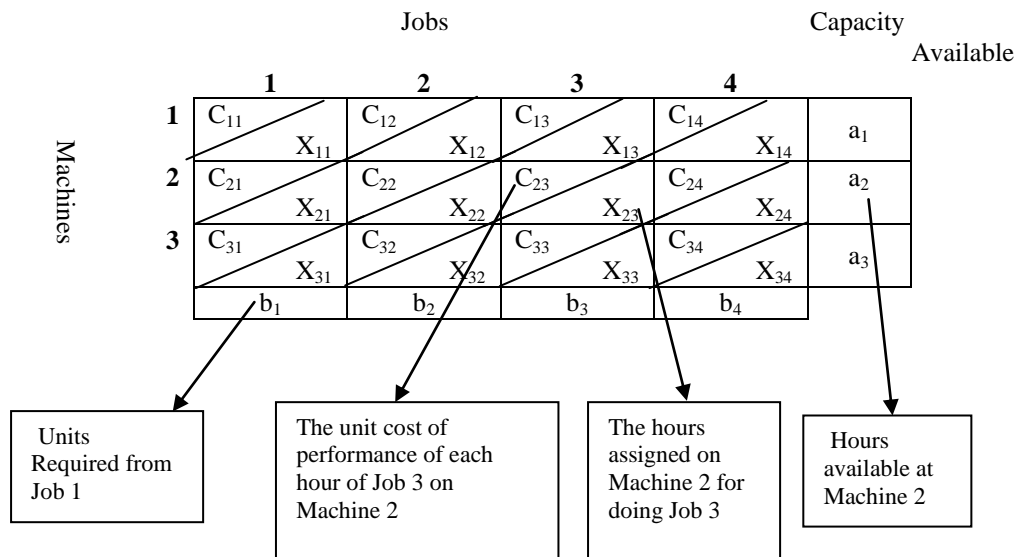 Jobs Capacity
Available
1 2 3 4
1 C₁₁ C₁₂ C₁₃ C₁₄
X₁₁ X₁₂ X₁₃ X₁₄ a₁
Machines
2 C₂₁ C₂₂ C₂₃ C₂₄ a₂
X₂₁ X₂₂ X₂₃ X₂₄
3 C₃₁ C₃₂ C₃₃ C₃₄
X₃₁ X₃₂ X₃₃ X₃₄ a₃
b₁ b₂ b₃ b₄
Units
Required from
Job 1
The unit cost of
performance of each
hour of Job 3 on
Machine 2
The hours
assigned on
Machine 2 for
doing Job 3
Hours
available at
Machine 2